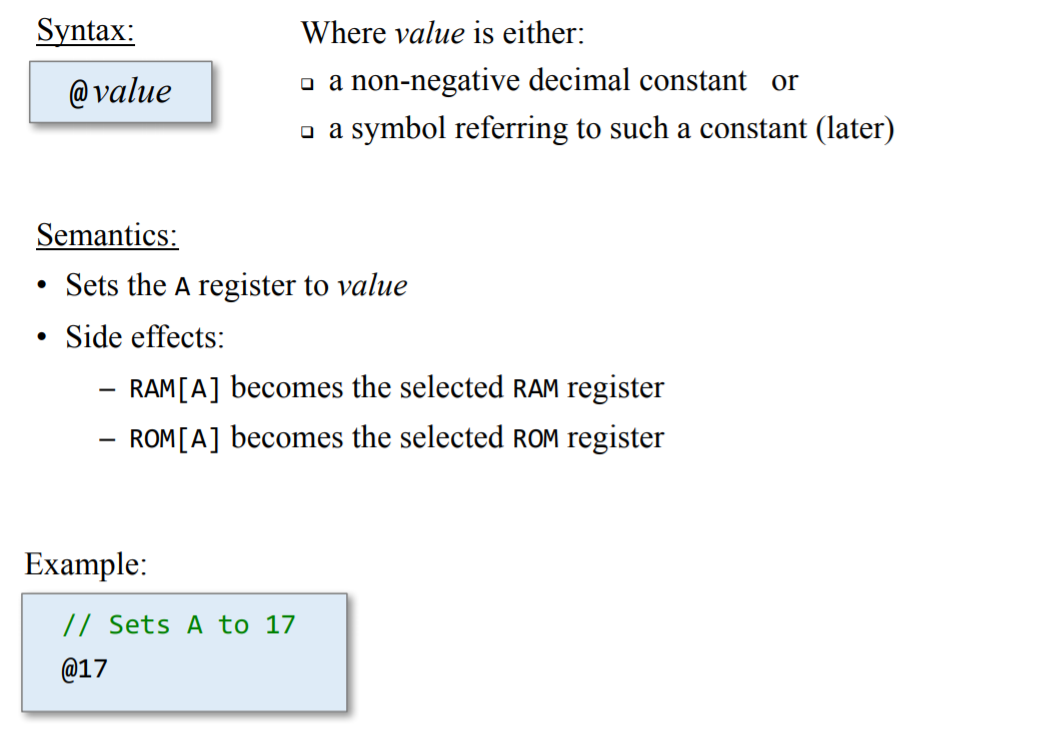 Syntax:
@value
Where value is either:
❏ a non-negative decimal constant or
❏ a symbol referring to such a constant (later)
Semantics:
• Sets the A register to value
• Side effects:
– RAM[A] becomes the selected RAM register
– ROM[A] becomes the selected ROM register
Example:
// Sets A to 17
@17